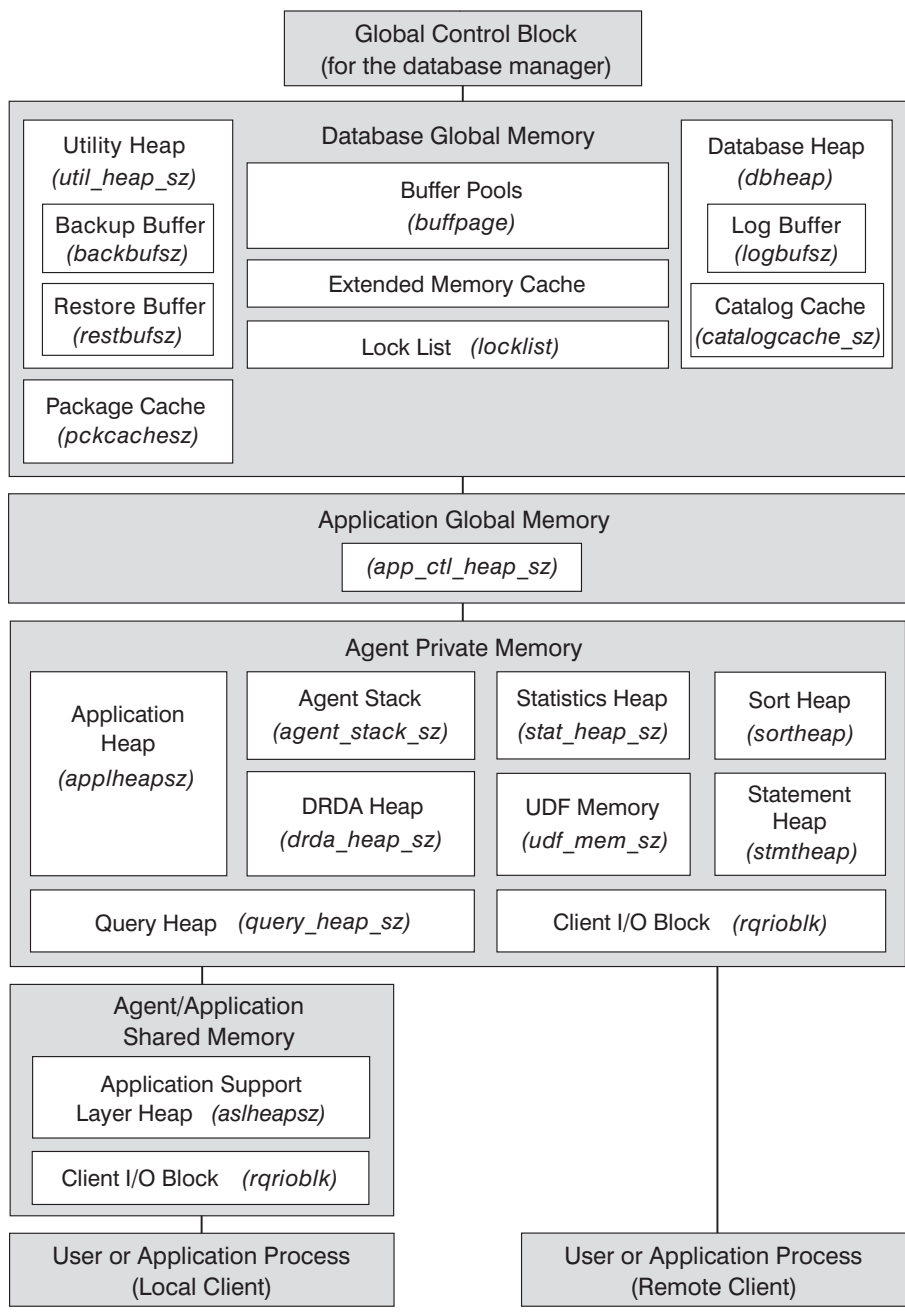 Global Control Block
(for the database manager)
Database Global Memory
Utility Heap
(util_heap_sz)
Backup Buffer
(backbufsz)
Restore Buffer
(restbufsz)
Package Cache
(pckcachesz)
Buffer Pools
(buffpage)
Extended Memory Cache
Lock List (locklist)
Database Heap
(dbheap)
Log Buffer
(logbufsz)
Catalog Cache
(catalogcache_sz)
Application Global Memory
(app_ctl_heap_sz)
Agent Private Memory
Application
Heap
(applheapsz)
Agent Stack
(agent_stack_sz)
Statistics Heap
(stat_heap_sz)
Sort Heap
(sortheap)
DRDA Heap
(drda_heap_sz)
UDF Memory
(udf_mem_sz)
Statement
Heap
(stmtheap)
Query Heap (query_heap_sz)
Client I/O Block (rqrioblk)
Agent/Application
Shared Memory
Application Support
Layer Heap (aslheapsz)
Client I/O Block (rqrioblk)
User or Application Process
(Local Client)
User or Application Process
(Remote Client)